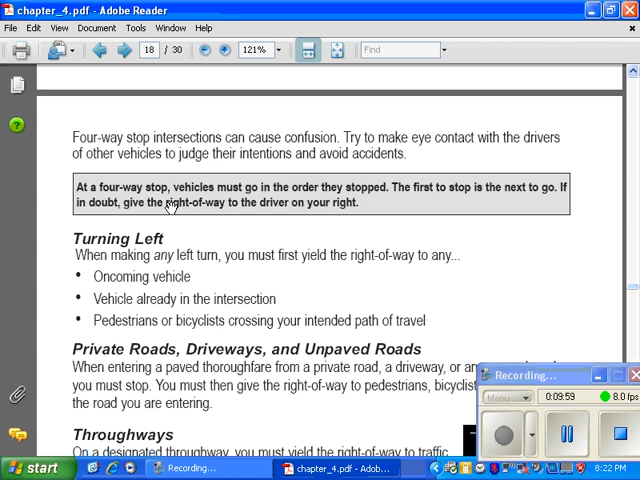 chapter_4.pdf - Adobe Reader
File Edit View Document Tools Window Help
18 / 30 121% Find
Four-way stop intersections can cause confusion. Try to make eye contact with the drivers
of other vehicles to judge their intentions and avoid accidents.
At a four-way stop, vehicles must go in the order they stopped. The first to stop is the next to go. If
in doubt, give the right-of-way to the driver on your right.
Turning Left
When making any left turn, you must first yield the right-of-way to any...
• Oncoming vehicle
• Vehicle already in the intersection
• Pedestrians or bicyclists crossing your intended path of travel
Private Roads, Driveways, and Unpaved Roads
When entering a paved thoroughfare from a private road, a driveway, or
you must stop. You must then give the right-of-way to pedestrians, bicyclist
the road you are entering.
Throughways
On a designated throughway, you must yield the right-of-way to traffic
Recording...
Menu 0:09:59 8.0 fps
start Recording... chapter_4.pdf - Adob... 8:22 PM